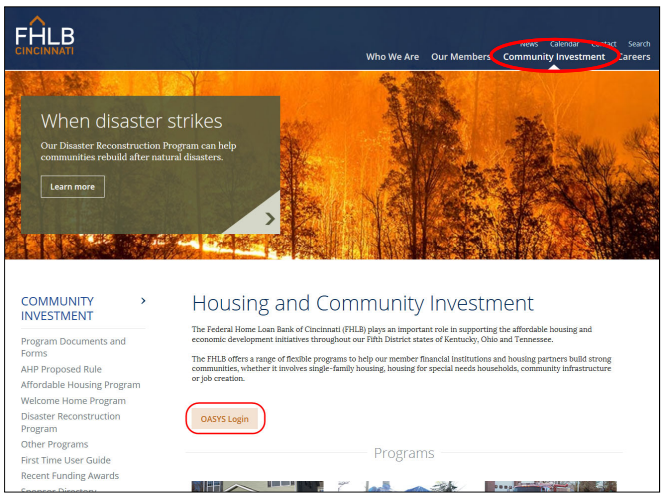 FHLB
CINCINNATI
News Calendar Contact Search
Who We Are Our Members Community Investment Careers
When disaster strikes
Our Disaster Reconstruction Program can help
communities rebuild after natural disasters.
Learn more
COMMUNITY
INVESTMENT
Program Documents and
Forms
AHP Proposed Rule
Affordable Housing Program
Welcome Home Program
Disaster Reconstruction
Program
Other Programs
First Time User Guide
Recent Funding Awards
Sponsor Directory
Housing and Community Investment
The Federal Home Loan Bank of Cincinnati (FHLB) plays an important role in supporting the affordable housing and
economic development initiatives throughout our Fifth District states of Kentucky, Ohio and Tennessee.
The FHLB offers a range of flexible programs to help our member financial institutions and housing partners build strong
communities, whether it involves single-family housing, housing for special needs households, community infrastructure
or job creation.
OASYS Login
Programs